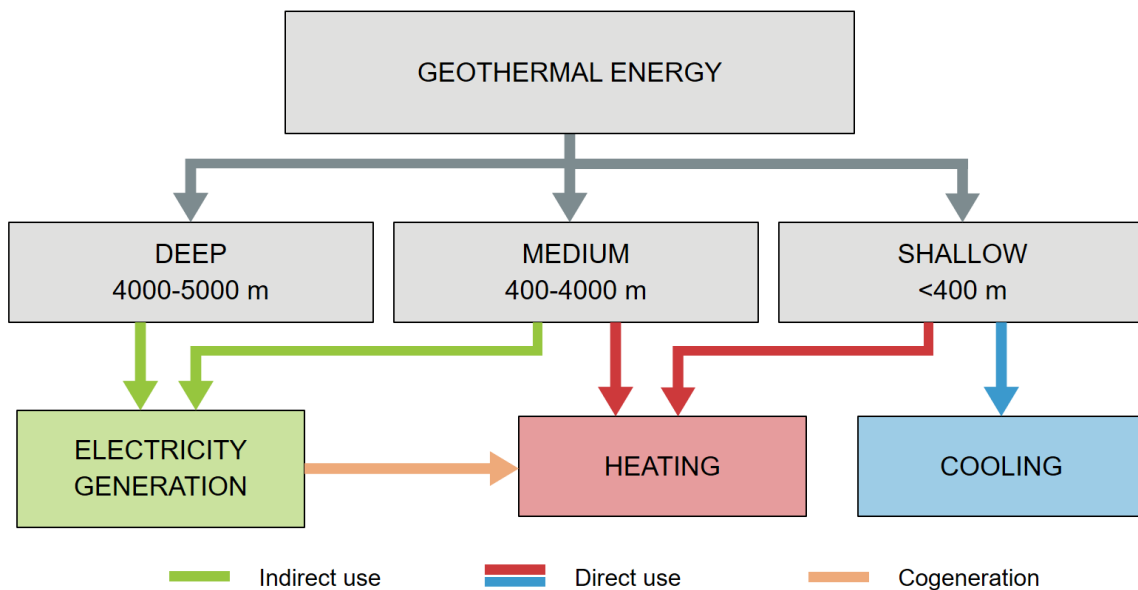 GEOTHERMAL ENERGY
DEEP
4000-5000 m
MEDIUM
400-4000 m
SHALLOW
<400 m
ELECTRICITY
GENERATION
HEATING
COOLING
Indirect use
Direct use
Cogeneration